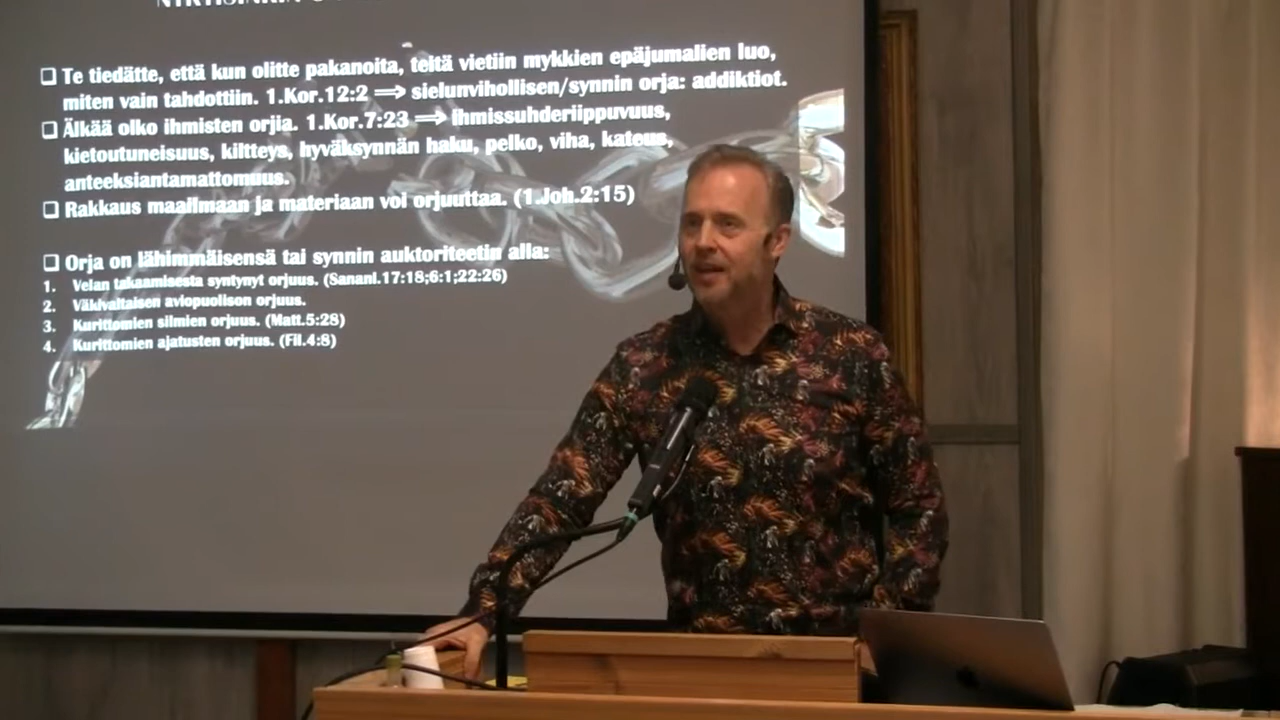 ❑ Te tiedätte, että kun olitte pakanoita, teitä vietiin mykkien epäjumalien luo,
miten vain tahdottiin. 1.Kor.12:2 ⟹ sielunvihollisen/synnin orja: addiktiot.
❑ Älkää olko ihmisten orjia. 1.Kor.7:23 ⟹ ihmissuhderiippuvuus,
kietoutuneisuus, kiltteys, hyväksynnän haku, pelko, viha, kateus,
anteeksiantamattomuus.
❑ Rakkaus maailmaan ja materiaan voi orjuuttaa. (1.Joh.2:15)
❑ Orja on lähimmäisensä tai synnin auktoriteetin alla:
1. Velan takaamisesta syntynyt orjuus. (Sananl.17:18;6:1;22:26)
2. Väkivaltaisen aviopuolison orjuus.
3. Kurittomien silmien orjuus. (Matt.5:28)
4. Kurittomien ajatusten orjuus. (Fil.4:8)